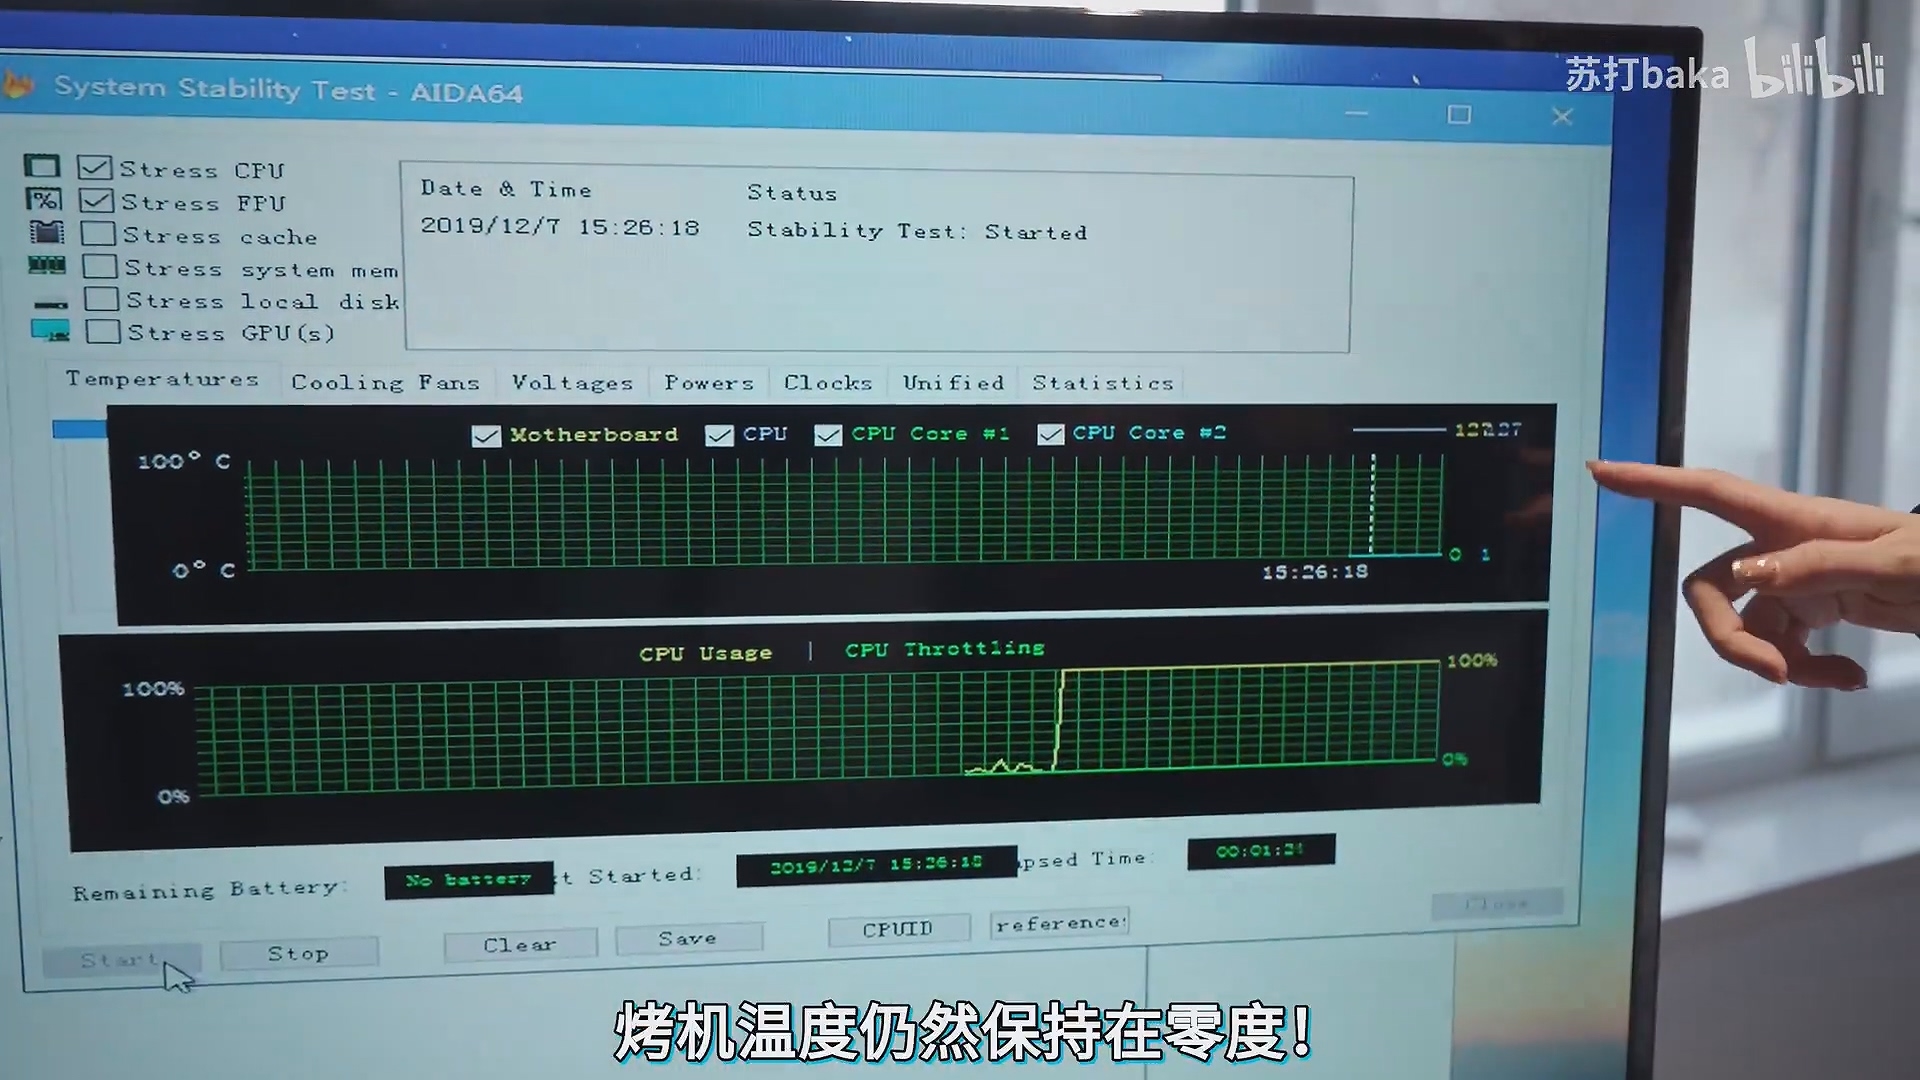 苏打baka bilibili
System Stability Test - AIDA64
Stress CPU
Stress FPU
Stress cache
Stress system mem
Stress local disk
Stress GPU(s)
Date & Time Status
2019/12/7 15:26:18 Stability Test: Started
Temperatures Cooling Fans Voltages Powers Clocks Unified Statistics
Motherboard CPU CPU Core #1 CPU Core #2
100° C
0° C
0 1
15:26:18
CPU Usage | CPU Throttling
100% 100%
0% 0%
Remaining Battery: No battery t Started: 2019/12/7 15:26:18 psed Time: 00:01:24
Start Stop Clear Save CPUID references Close
烤机温度仍然保持在零度!